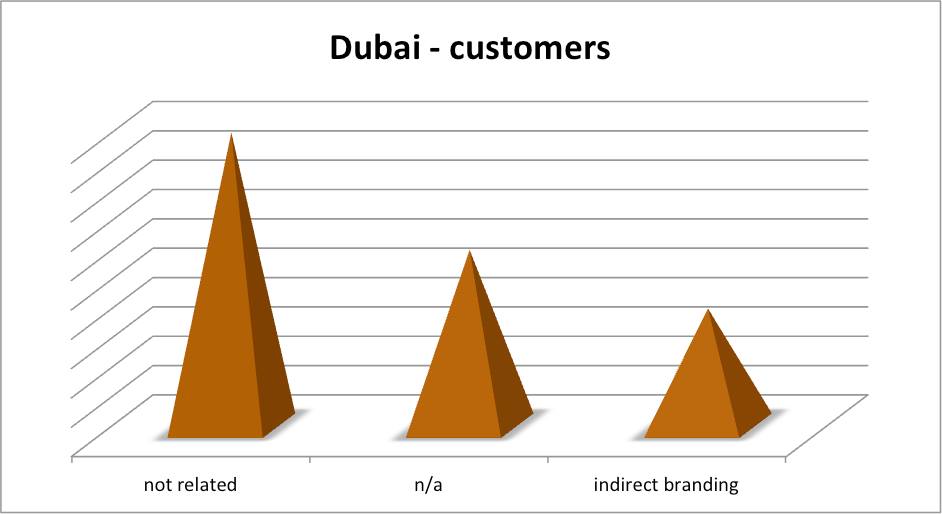 Dubai - customers
not related
n/a
indirect branding